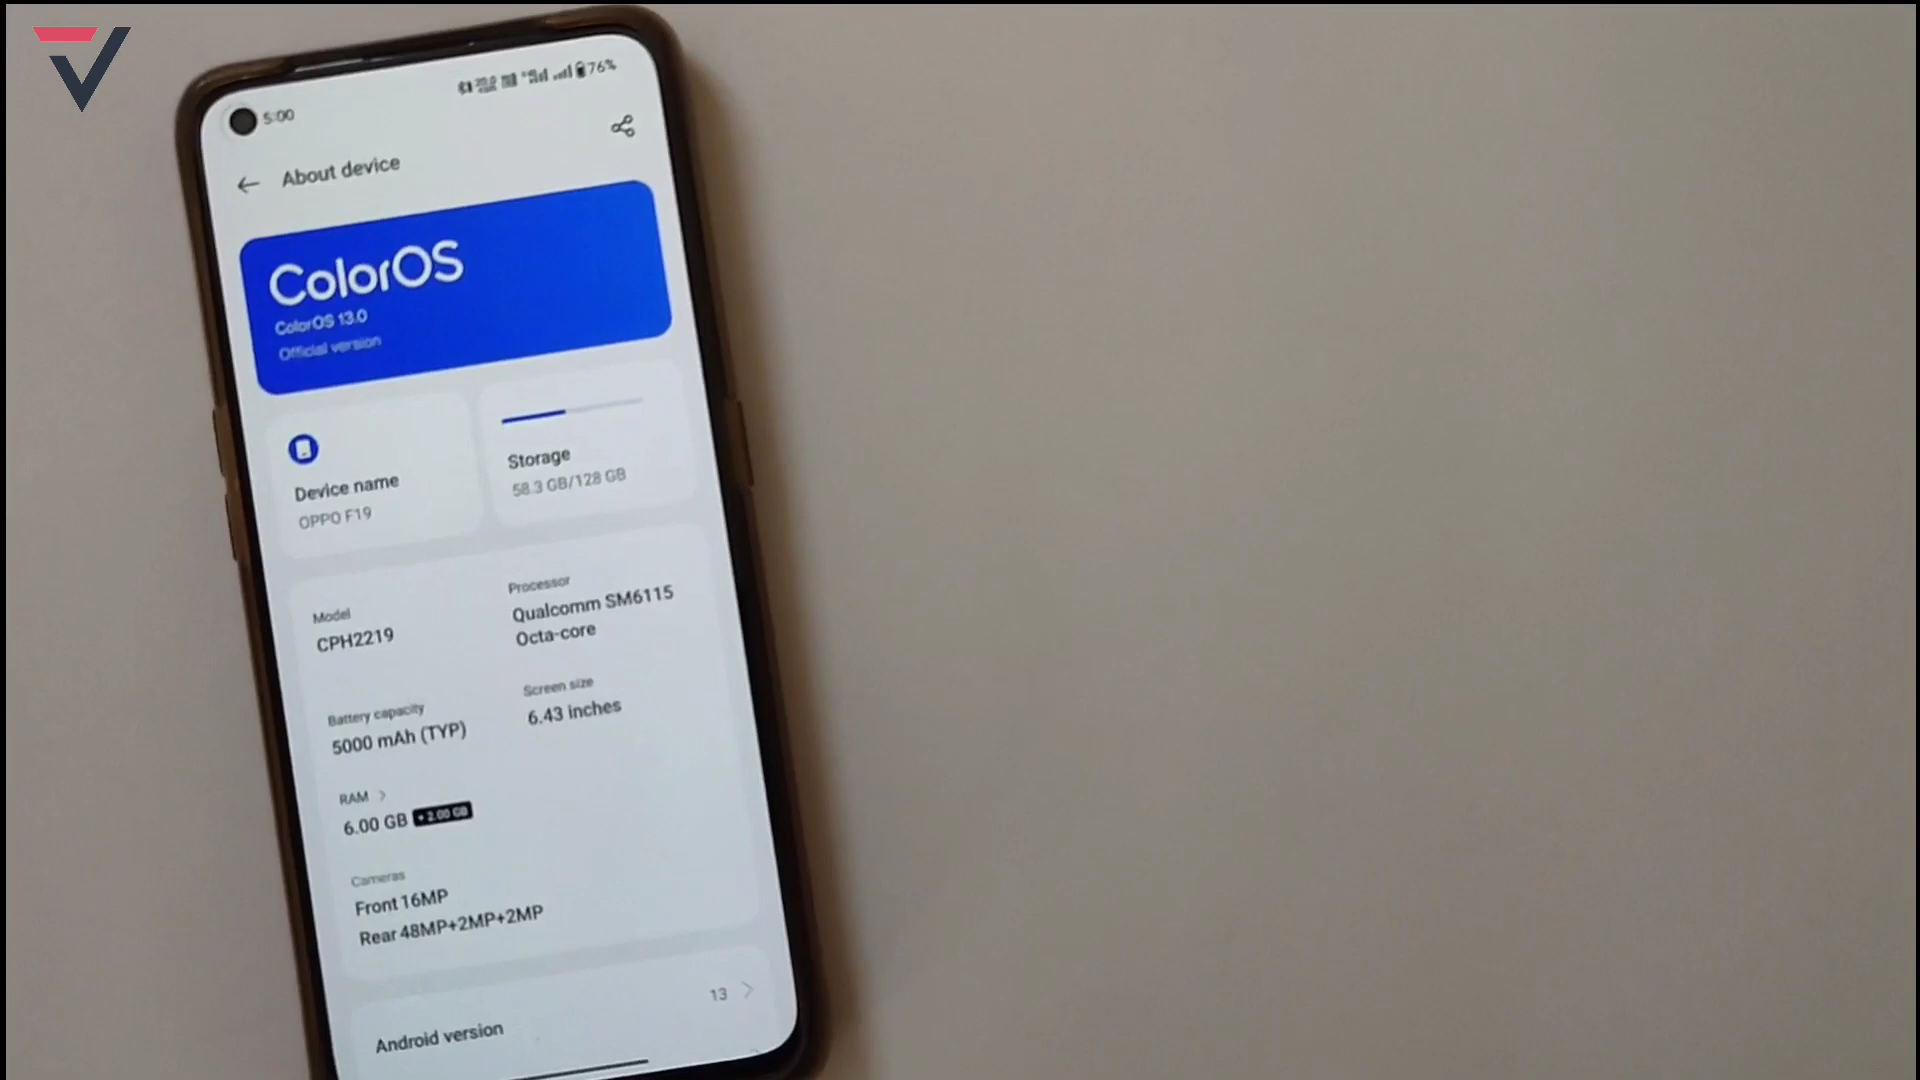 5:00
76%
About device
ColorOS
ColorOS 13.0
Official version
Device name
OPPO F19
Storage
58.3 GB/128 GB
Model
CPH2219
Processor
Qualcomm SM6115
Octa-core
Battery capacity
5000 mAh (TYP)
Screen size
6.43 inches
RAM
6.00 GB + 2.00 GB
Cameras
Front 16MP
Rear 48MP+2MP+2MP
Android version
13